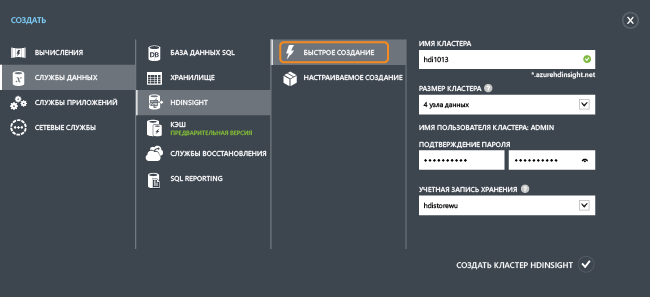 СОЗДАТЬ
ВЫЧИСЛЕНИЯ
СЛУЖБЫ ДАННЫХ
СЛУЖБЫ ПРИЛОЖЕНИЙ
СЕТЕВЫЕ СЛУЖБЫ
БАЗА ДАННЫХ SQL
ХРАНИЛИЩЕ
HDINSIGHT
КЭШ
ПРЕДВАРИТЕЛЬНАЯ ВЕРСИЯ
СЛУЖБЫ ВОССТАНОВЛЕНИЯ
SQL REPORTING
БЫСТРОЕ СОЗДАНИЕ
НАСТРАИВАЕМОЕ СОЗДАНИЕ
ИМЯ КЛАСТЕРА
hdi1013
*.azurehdinsight.net
РАЗМЕР КЛАСТЕРА ?
4 узла данных
ИМЯ ПОЛЬЗОВАТЕЛЯ КЛАСТЕРА: ADMIN
ПОДТВЕРЖДЕНИЕ ПАРОЛЯ
•••••••••• ••••••••••
УЧЕТНАЯ ЗАПИСЬ ХРАНЕНИЯ ?
hdistorewu
СОЗДАТЬ КЛАСТЕР HDINSIGHT